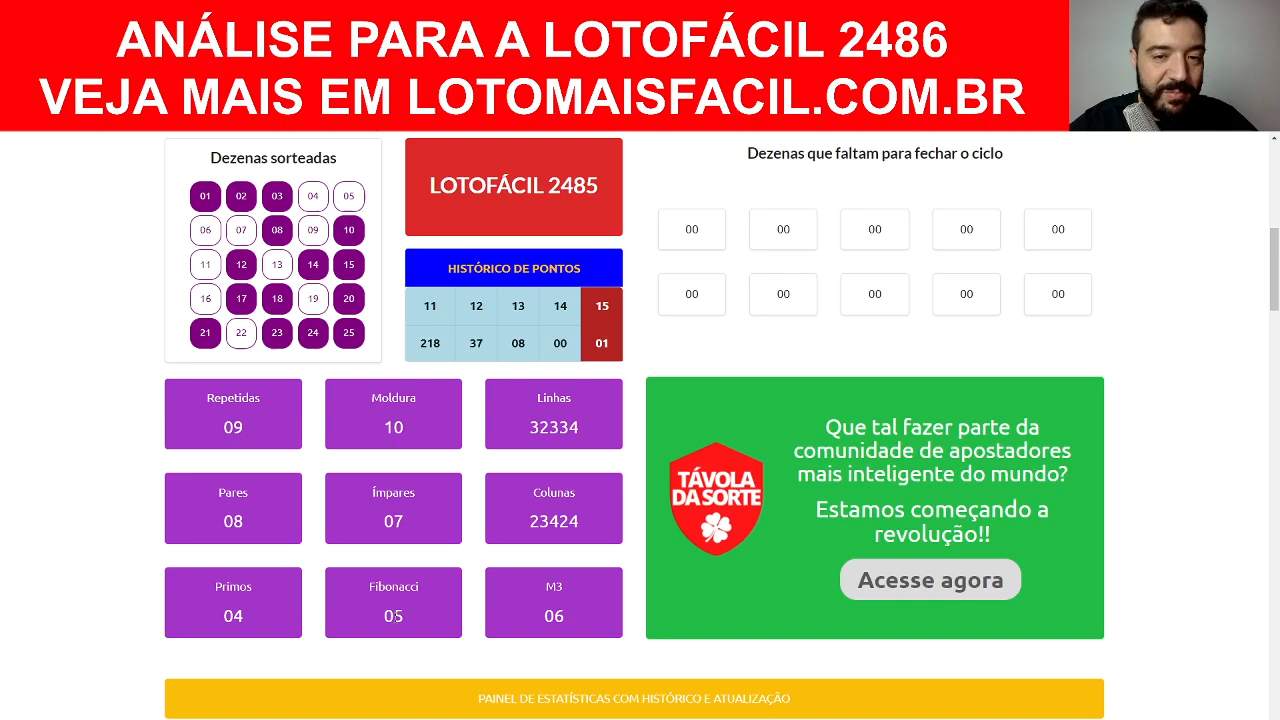 ANÁLISE PARA A LOTOFÁCIL 2486
VEJA MAIS EM LOTOMAISFACIL.COM.BR
Dezenas sorteadas
01 02 03 04 05
06 07 08 09 10
11 12 13 14 15
16 17 18 19 20
21 22 23 24 25
LOTOFÁCIL 2485
HISTÓRICO DE PONTOS
11 12 13 14 15
218 37 08 00 01
Dezenas que faltam para fechar o ciclo
00 00 00 00 00
00 00 00 00 00
Repetidas
09
Moldura
10
Linhas
32334
Pares
08
Ímpares
07
Colunas
23424
Primos
04
Fibonacci
05
M3
06
TÁVOLA
DA SORTE
Que tal fazer parte da
comunidade de apostadores
mais inteligente do mundo?
Estamos começando a
revolução!!
Acesse agora
PAINEL DE ESTATÍSTICAS COM HISTÓRICO E ATUALIZAÇÃO